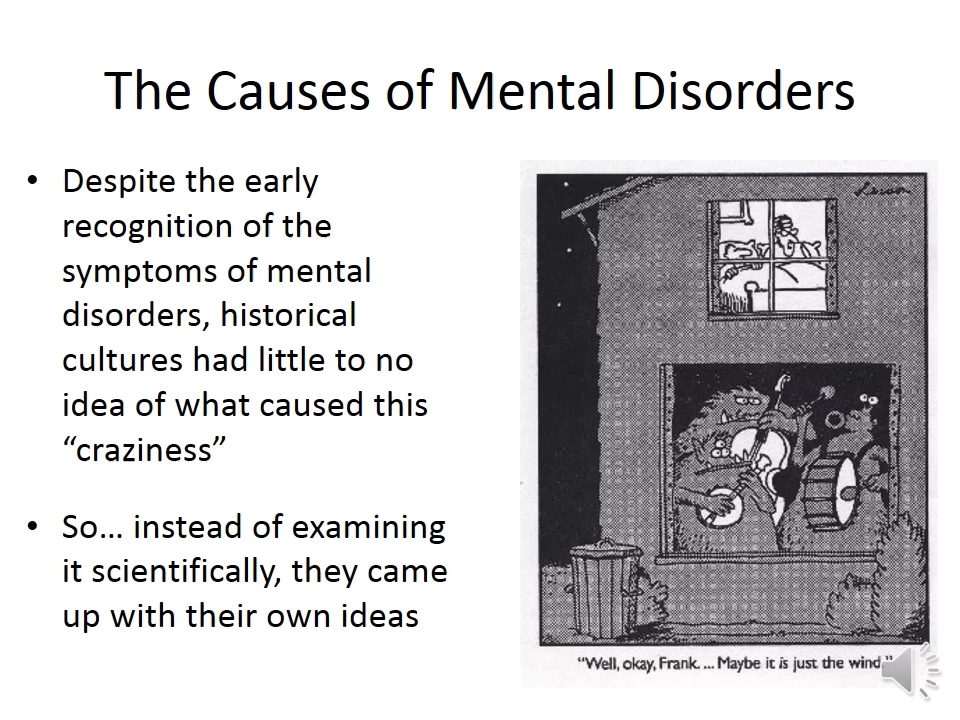 The Causes of Mental Disorders
• Despite the early
recognition of the
symptoms of mental
disorders, historical
cultures had little to no
idea of what caused this
“craziness”
• So... instead of examining
it scientifically, they came
up with their own ideas
Larson
“Well, okay, Frank. ... Maybe it is just the wind.”